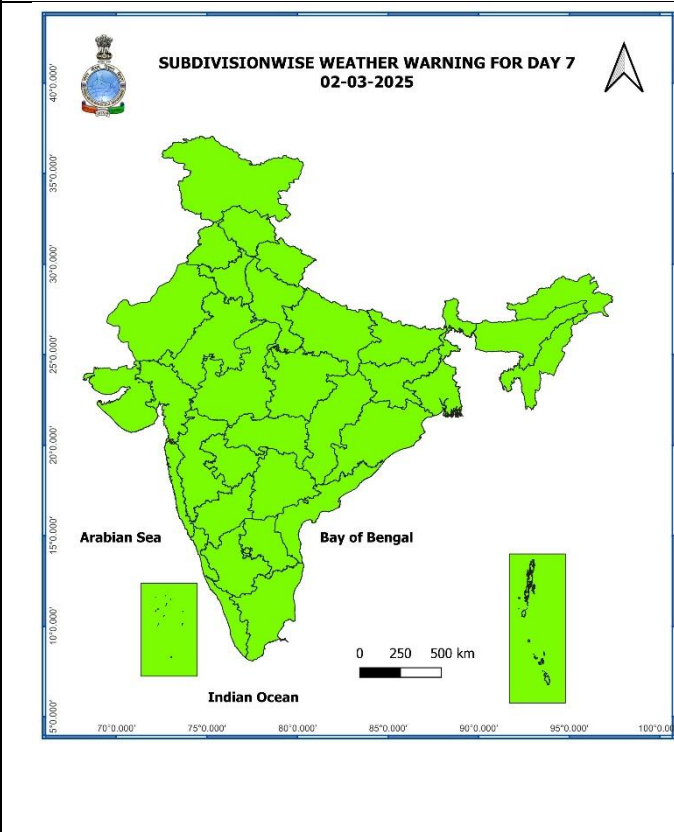 SUBDIVISIONWISE WEATHER WARNING FOR DAY 7
02-03-2025
40°0.000'
35°0.000'
30°0.000'
25°0.000'
20°0.000'
15°0.000'
10°0.000'
5°0.000'
Arabian Sea
Bay of Bengal
0 250 500 km
Indian Ocean
70°0.000' 75°0.000' 80°0.000' 85°0.000' 90°0.000' 95°0.000' 100°0.0